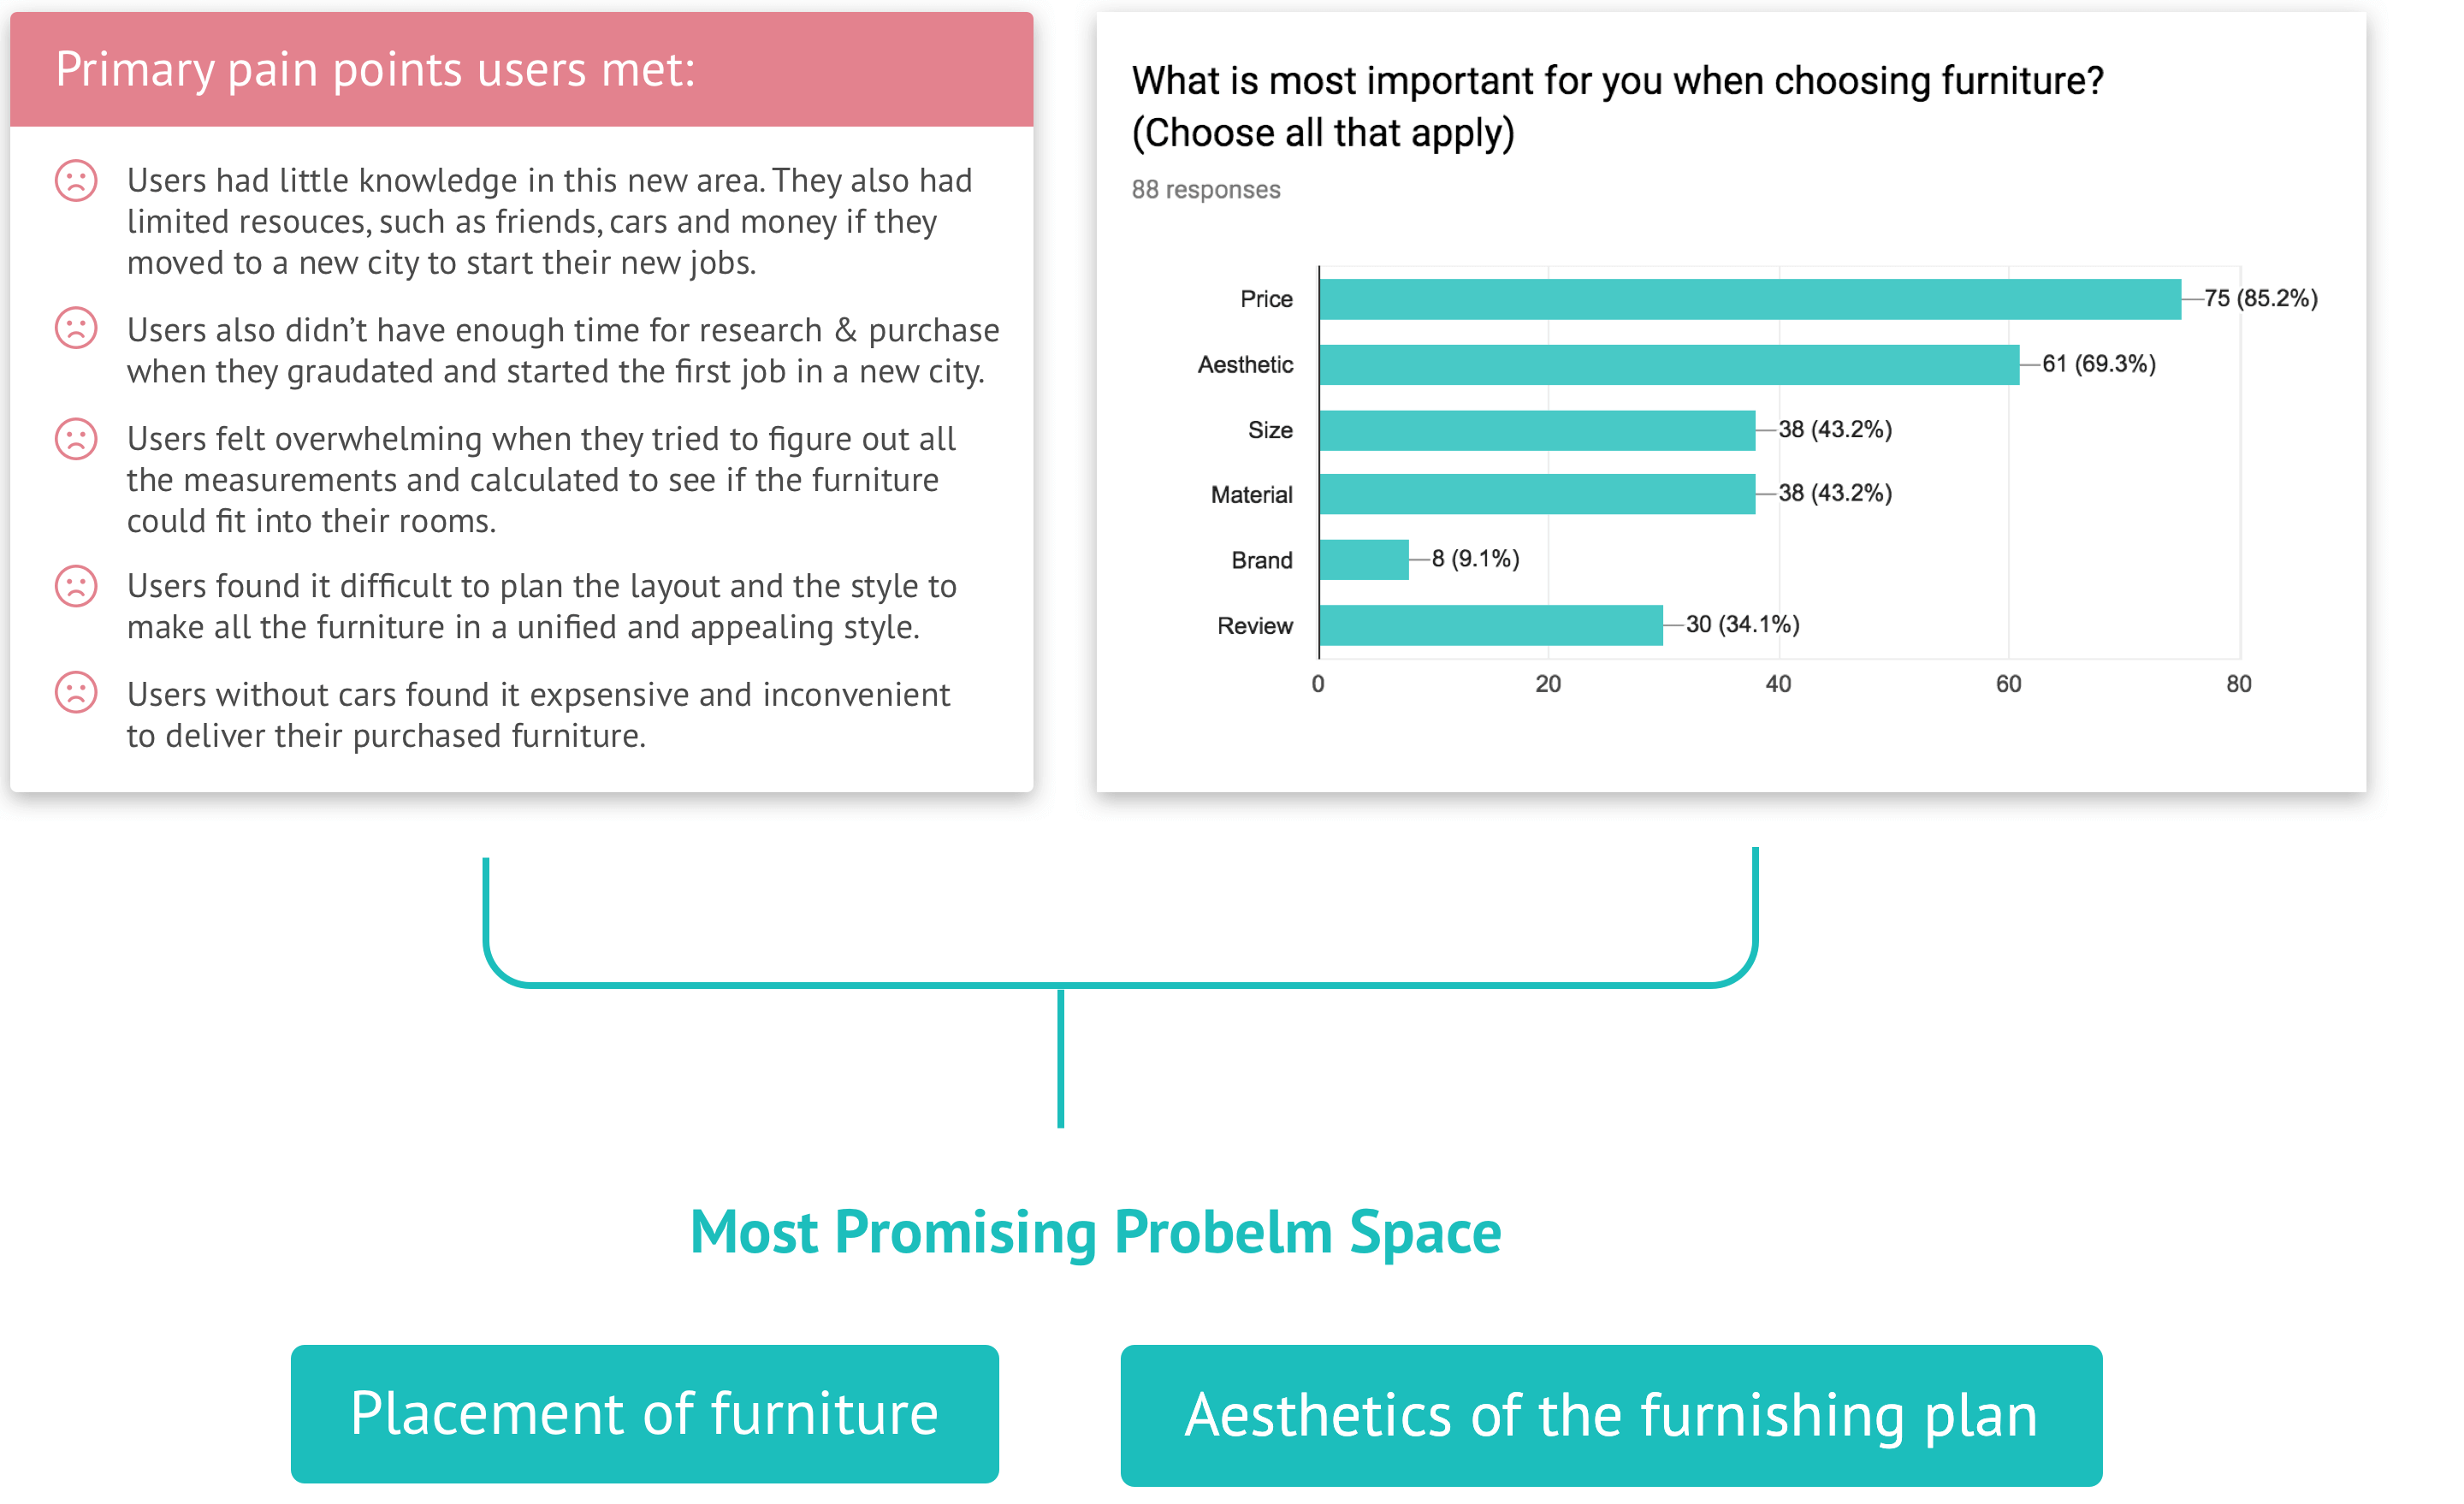 Primary pain points users met:
Users had little knowledge in this new area. They also had
limited resouces, such as friends, cars and money if they
moved to a new city to start their new jobs.
Users also didn’t have enough time for research & purchase
when they graudated and started the first job in a new city.
Users felt overwhelming when they tried to figure out all
the measurements and calculated to see if the furniture
could fit into their rooms.
Users found it difficult to plan the layout and the style to
make all the furniture in a unified and appealing style.
Users without cars found it expsensive and inconvenient
to deliver their purchased furniture.
What is most important for you when choosing furniture?
(Choose all that apply)
88 responses
Price 75 (85.2%)
Aesthetic 61 (69.3%)
Size 38 (43.2%)
Material 38 (43.2%)
Brand 8 (9.1%)
Review 30 (34.1%)
0 20 40 60 80
Most Promising Probelm Space
Placement of furniture
Aesthetics of the furnishing plan